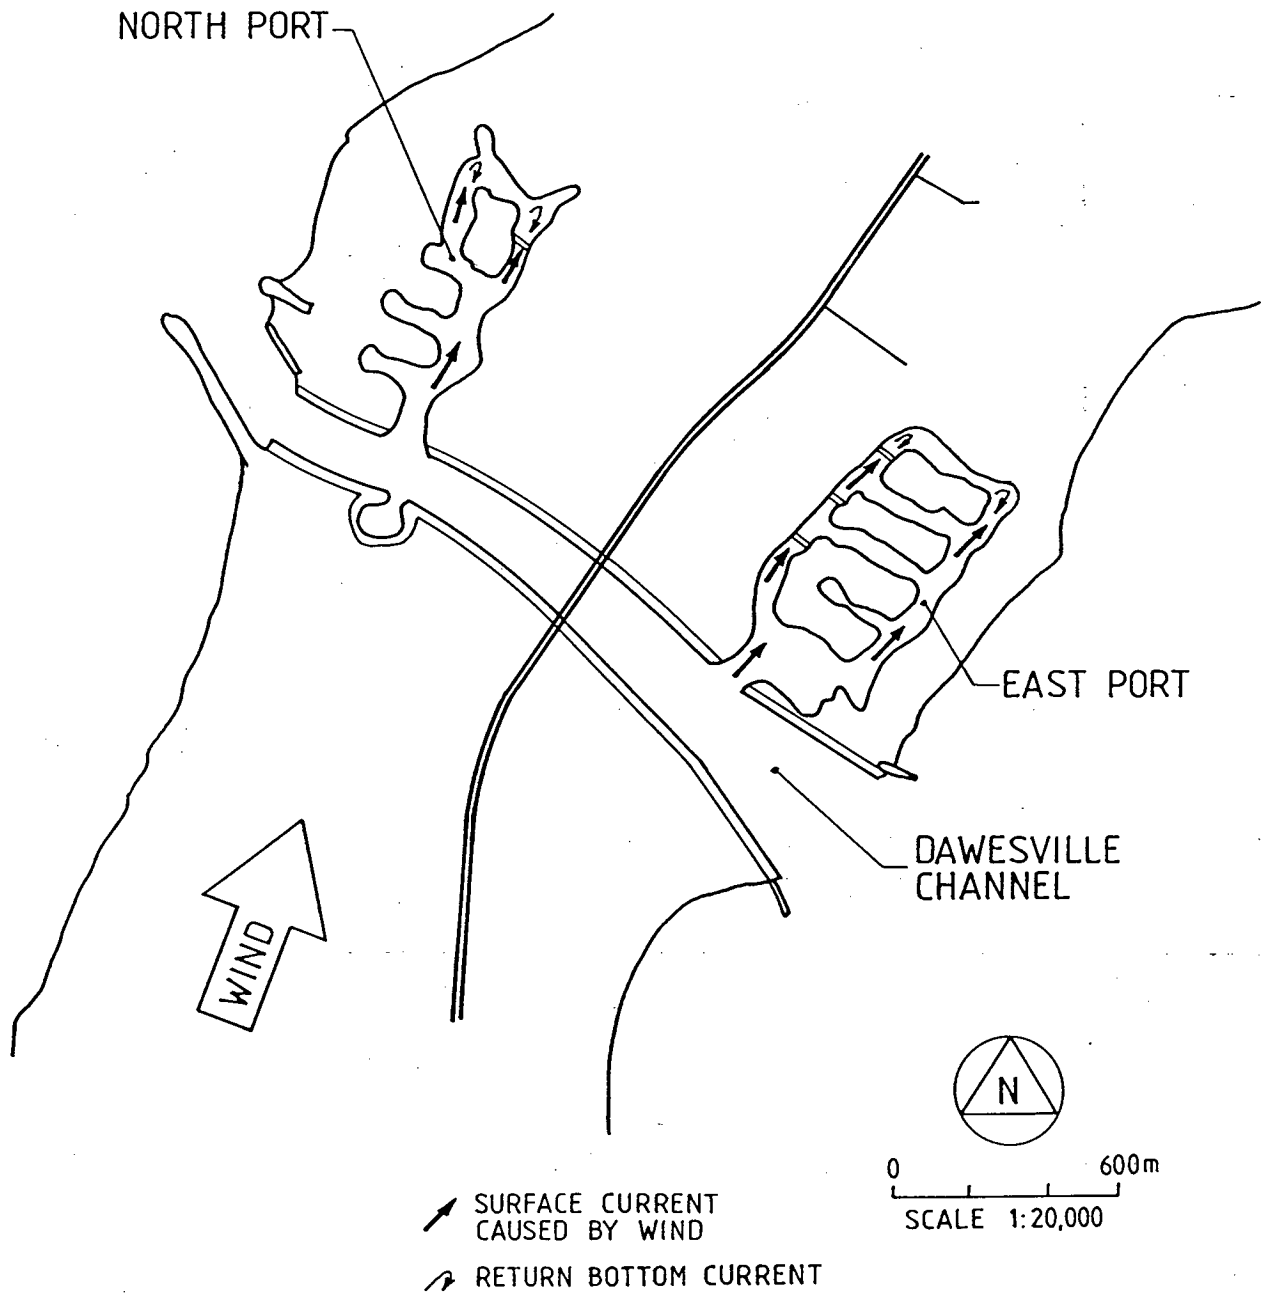 NORTH PORT
EAST PORT
DAWESVILLE
CHANNEL
WIND
N
0 600m
SCALE 1:20,000
SURFACE CURRENT
CAUSED BY WIND
RETURN BOTTOM CURRENT